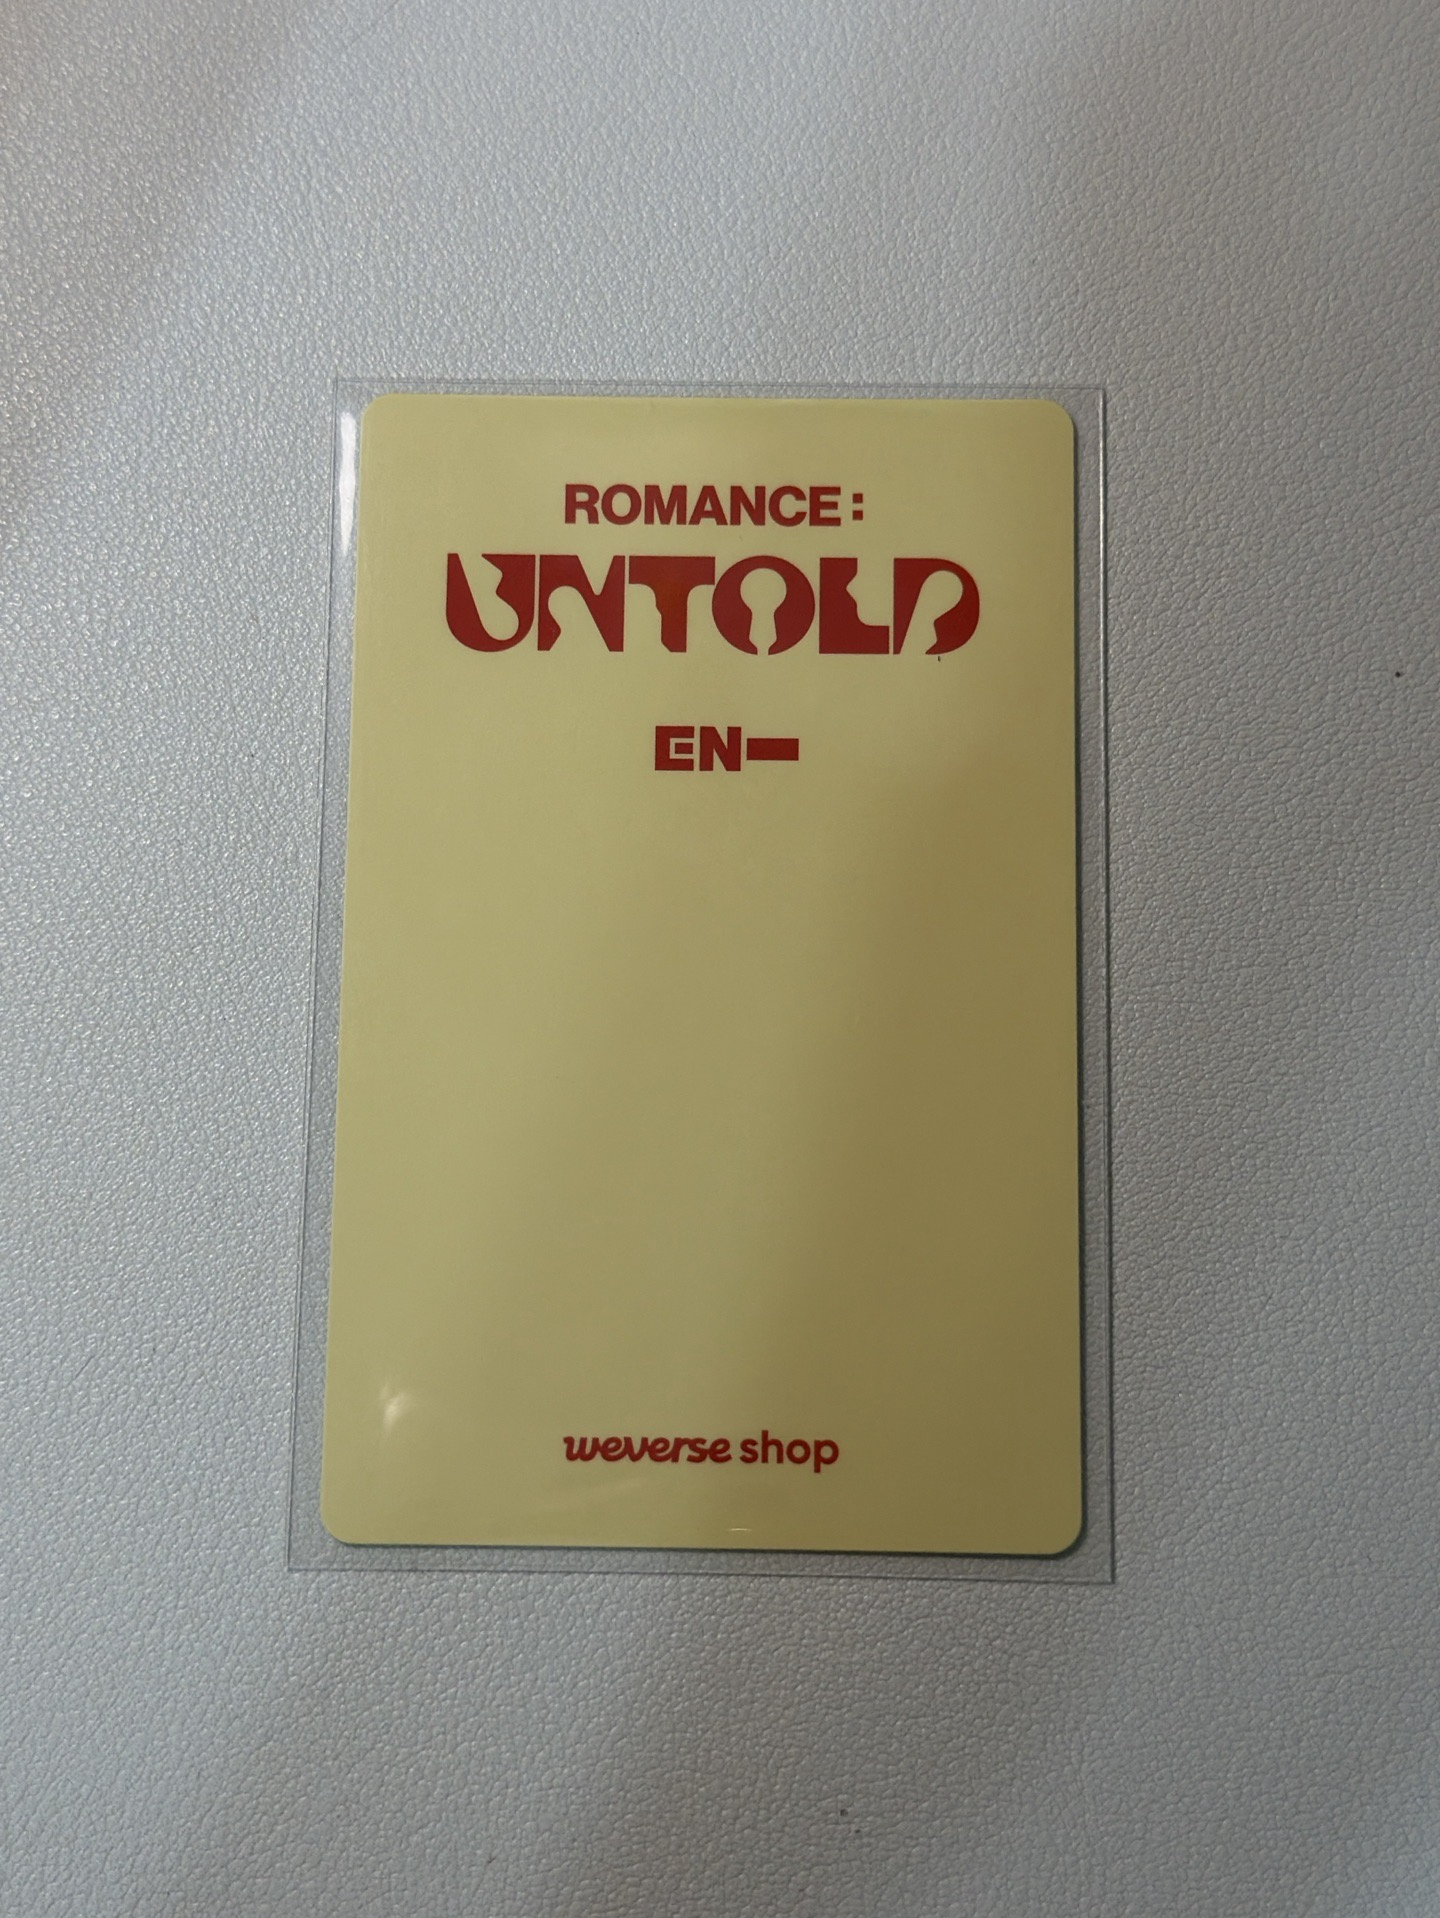 ROMANCE:
UNTOLD
EN-
weverse shop